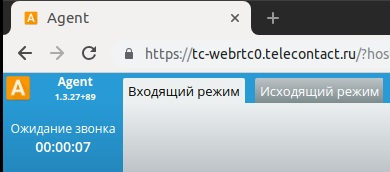 Agent
https://tc-webrtc0.telecontact.ru/?hos
A
Agent
1.3.27+89
Входящий режим
Исходящий режим
Ожидание звонка
00:00:07